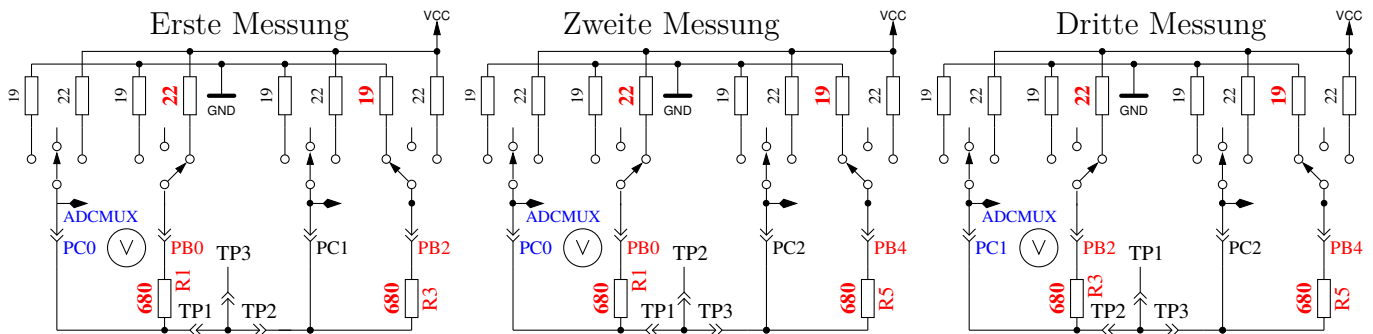 Erste Messung
VCC
19
22
19
22
GND
19
22
19
22
ADCMUX
PC0
V
PB0
TP3
PC1
PB2
680
R1
TP1
TP2
680
R3
Zweite Messung
VCC
19
22
19
22
GND
19
22
19
22
ADCMUX
PC0
V
PB0
TP2
PC2
PB4
680
R1
TP1
TP3
680
R5
Dritte Messung
VCC
19
22
19
22
GND
19
22
19
22
ADCMUX
PC1
V
PB2
TP1
PC2
PB4
680
R3
TP2
TP3
680
R5